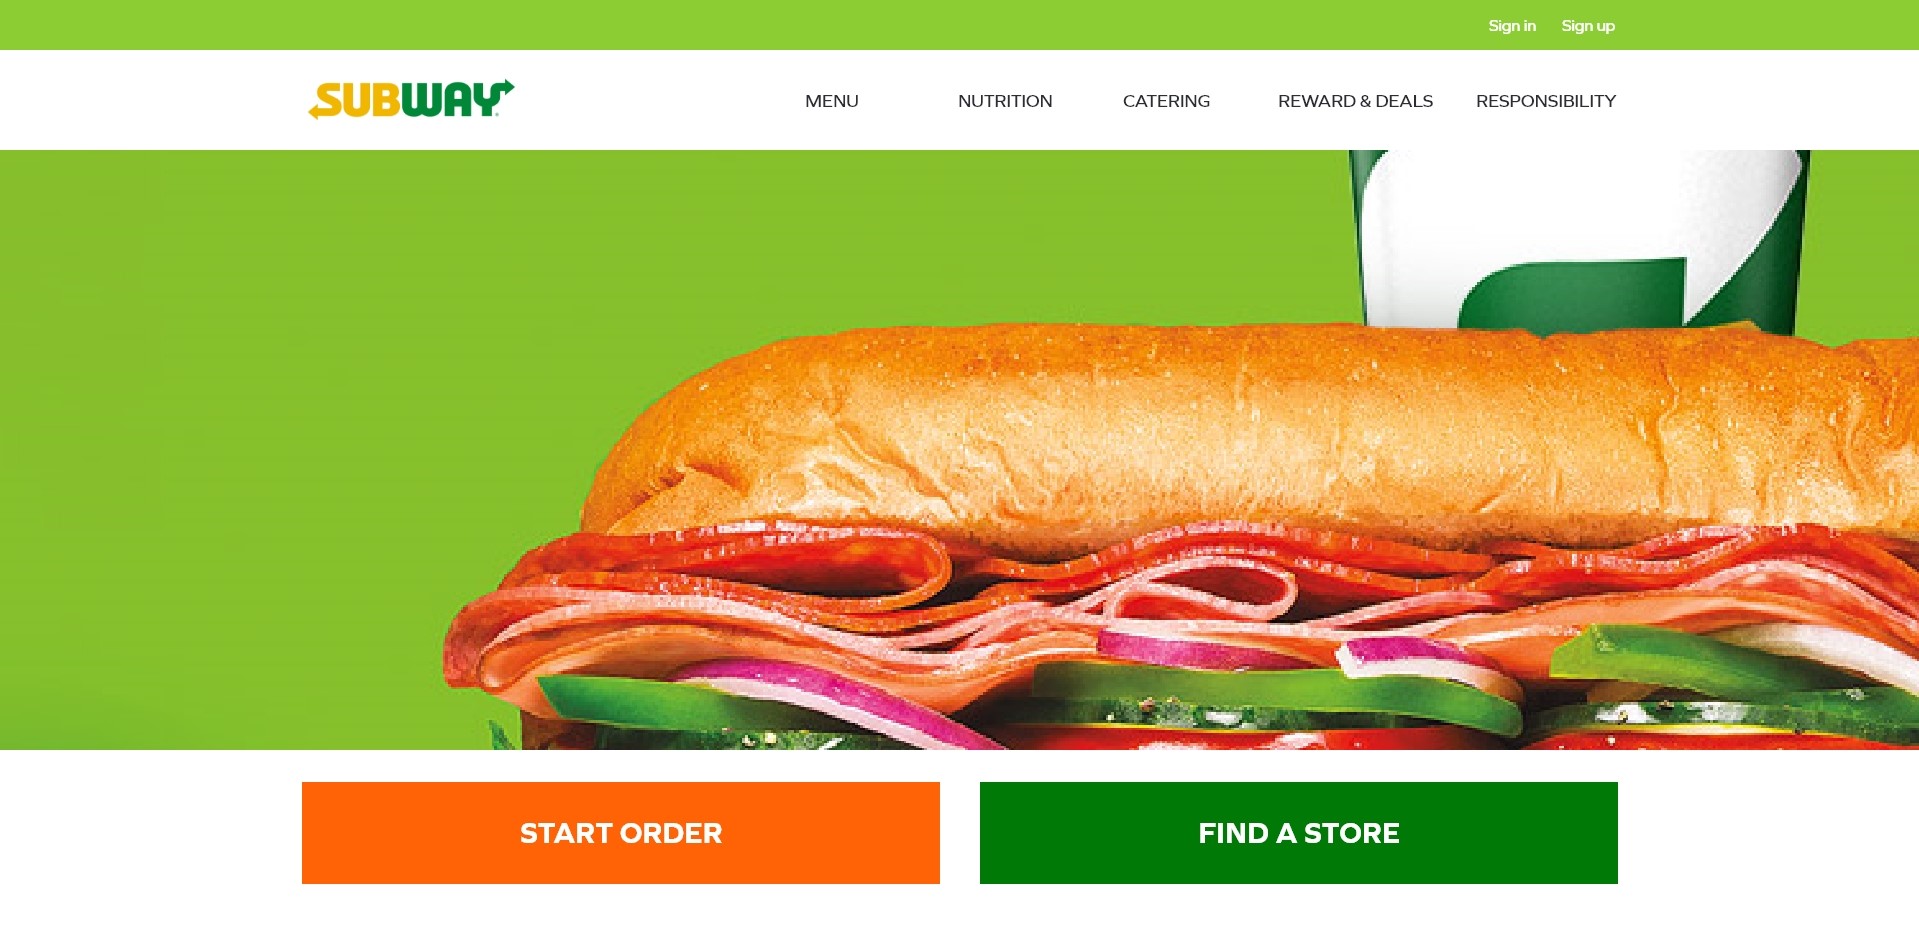 Sign in Sign up
SUBWAY
MENU NUTRITION CATERING REWARD & DEALS RESPONSIBILITY
START ORDER FIND A STORE